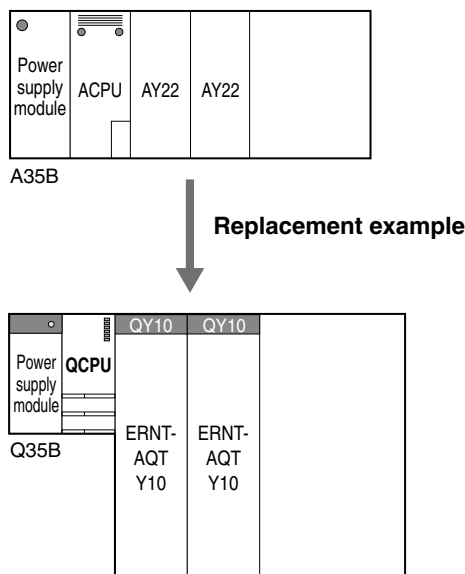 Power
supply
module
ACPU
AY22
AY22
A35B
Replacement example
QY10
QY10
Power
supply
module
QCPU
Q35B
ERNT-
AQT
Y10
ERNT-
AQT
Y10